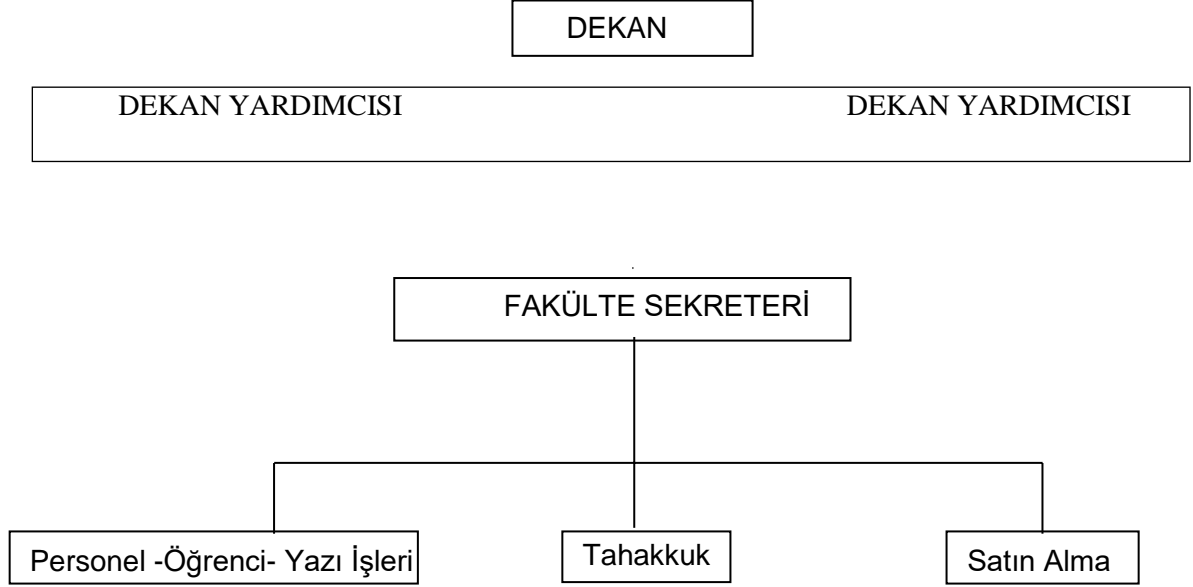 DEKAN
DEKAN YARDIMCISI DEKAN YARDIMCISI
FAKÜLTE SEKRETERİ
Personel -Öğrenci- Yazı İşleri Tahakkuk Satın Alma